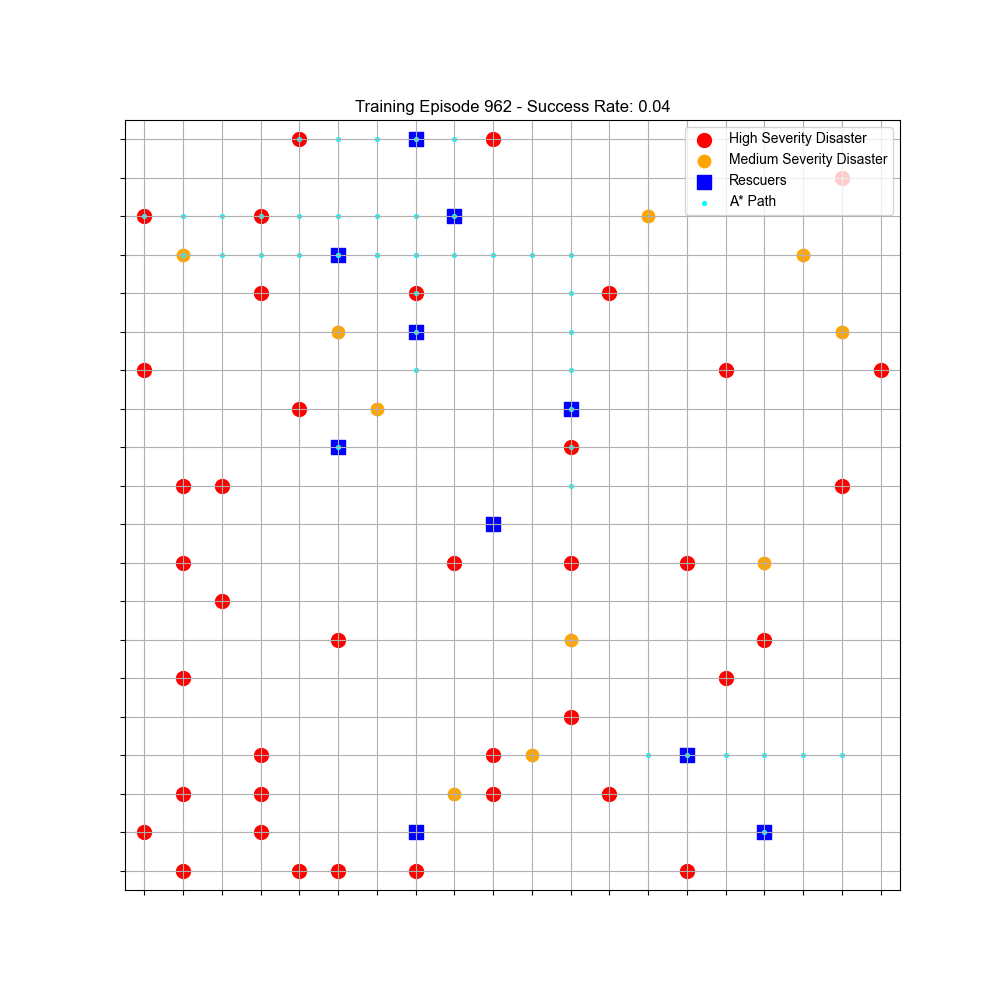 Training Episode 962 - Success Rate: 0.04
High Severity Disaster
Medium Severity Disaster
Rescuers
A* Path